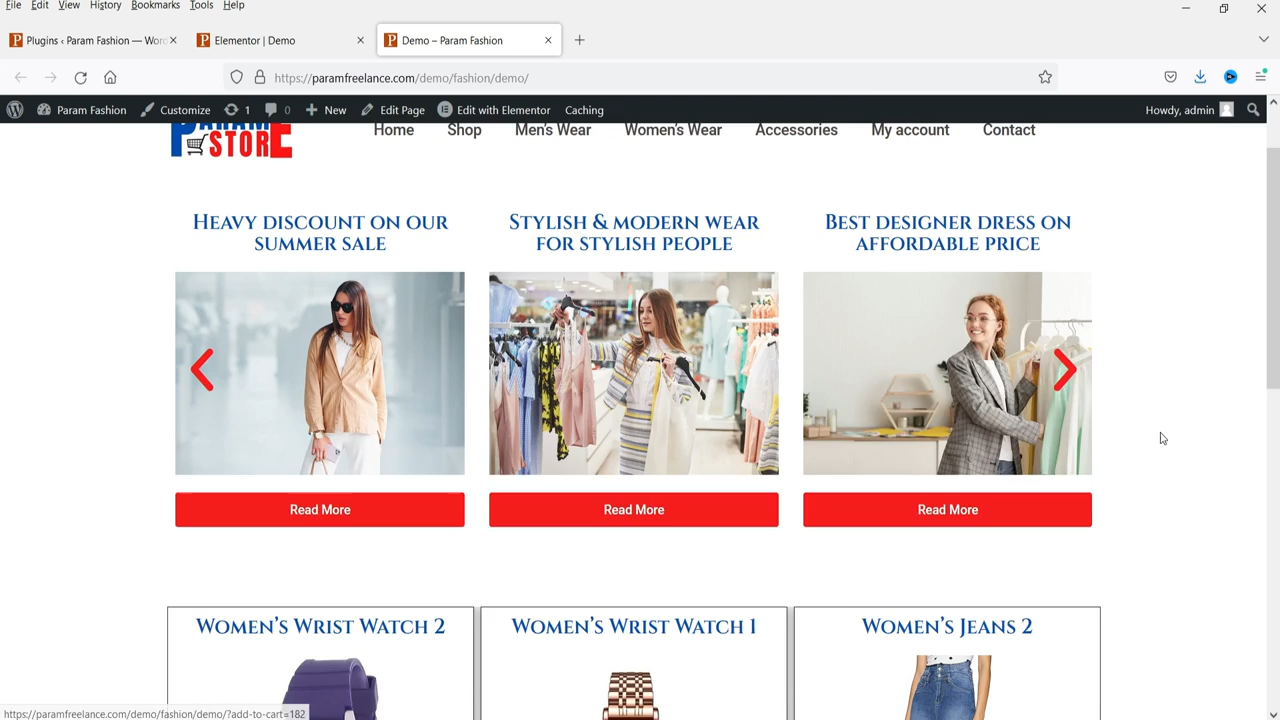 File Edit View History Bookmarks Tools Help
Plugins ‹ Param Fashion — Wor
Elementor | Demo
Demo – Param Fashion
https://paramfreelance.com/demo/fashion/demo/
Param Fashion Customize 1 0 New Edit Page Edit with Elementor Caching Howdy, admin
PARAM
STORE
Home Shop Men's Wear Women's Wear Accessories My account Contact
Heavy discount on our
summer sale
Stylish & modern wear
for stylish people
Best designer dress on
affordable price
Read More
Read More
Read More
Women's Wrist Watch 2
Women's Wrist Watch 1
Women's Jeans 2
https://paramfreelance.com/demo/fashion/demo/?add-to-cart=182